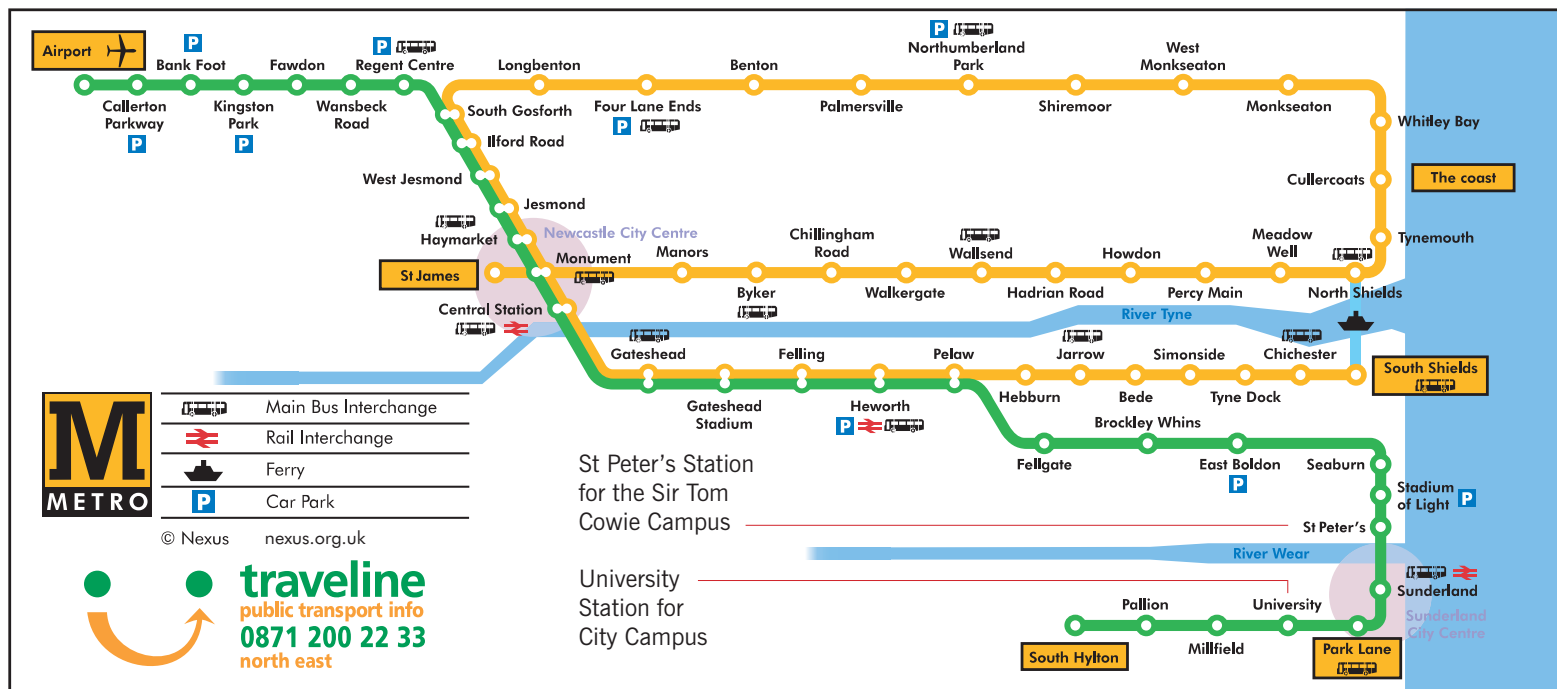 Airport
Bank Foot
Fawdon
Regent Centre
Callerton
Parkway
Kingston
Park
Wansbeck
Road
Longbenton
Benton
Northumberland
Park
West
Monkseaton
South Gosforth
Four Lane Ends
Palmersville
Shiremoor
Monkseaton
Ilford Road
Whitley Bay
West Jesmond
Cullercoats
The coast
Jesmond
Haymarket
Newcastle City Centre
Tynemouth
St James
Monument
Manors
Chillingham
Road
Wallsend
Howdon
Meadow
Well
Byker
Walkergate
Hadrian Road
Percy Main
North Shields
Central Station
River Tyne
Gateshead
Felling
Pelaw
Jarrow
Simonside
Chichester
South Shields
Gateshead
Stadium
Heworth
Hebburn
Bede
Tyne Dock
Brockley Whins
Fellgate
East Boldon
Seaburn
Stadium
of Light
St Peter's
River Wear
Sunderland
Sunderland
City Centre
Pallion
University
South Hylton
Millfield
Park Lane
St Peter's Station
for the Sir Tom
Cowie Campus
University
Station for
City Campus
M
METRO
Main Bus Interchange
Rail Interchange
Ferry
P Car Park
© Nexus nexus.org.uk
traveline
public transport info
0871 200 22 33
north east
P
P
P
P
P
P
P
P
P